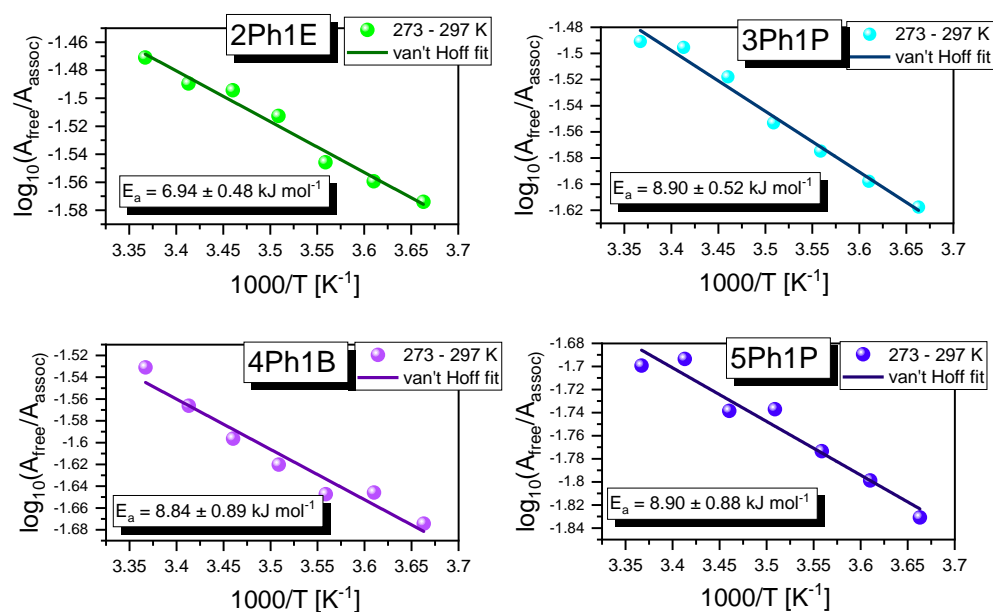 2Ph1E
273 - 297 K
van't Hoff fit
log₁₀(A_free/A_assoc)
-1.46
-1.48
-1.5
-1.52
-1.54
-1.56
-1.58
Eₐ = 6.94 ± 0.48 kJ mol⁻¹
3.35 3.4 3.45 3.5 3.55 3.6 3.65 3.7
1000/T [K⁻¹]
3Ph1P
273 - 297 K
van't Hoff fit
log₁₀(A_free/A_assoc)
-1.48
-1.5
-1.52
-1.54
-1.56
-1.58
-1.6
-1.62
Eₐ = 8.90 ± 0.52 kJ mol⁻¹
3.35 3.4 3.45 3.5 3.55 3.6 3.65 3.7
1000/T [K⁻¹]
4Ph1B
273 - 297 K
van't Hoff fit
log₁₀(A_free/A_assoc)
-1.52
-1.54
-1.56
-1.58
-1.6
-1.62
-1.64
-1.66
-1.68
Eₐ = 8.84 ± 0.89 kJ mol⁻¹
3.35 3.4 3.45 3.5 3.55 3.6 3.65 3.7
1000/T [K⁻¹]
5Ph1P
273 - 297 K
van't Hoff fit
log₁₀(A_free/A_assoc)
-1.68
-1.7
-1.72
-1.74
-1.76
-1.78
-1.8
-1.82
-1.84
Eₐ = 8.90 ± 0.88 kJ mol⁻¹
3.35 3.4 3.45 3.5 3.55 3.6 3.65 3.7
1000/T [K⁻¹]